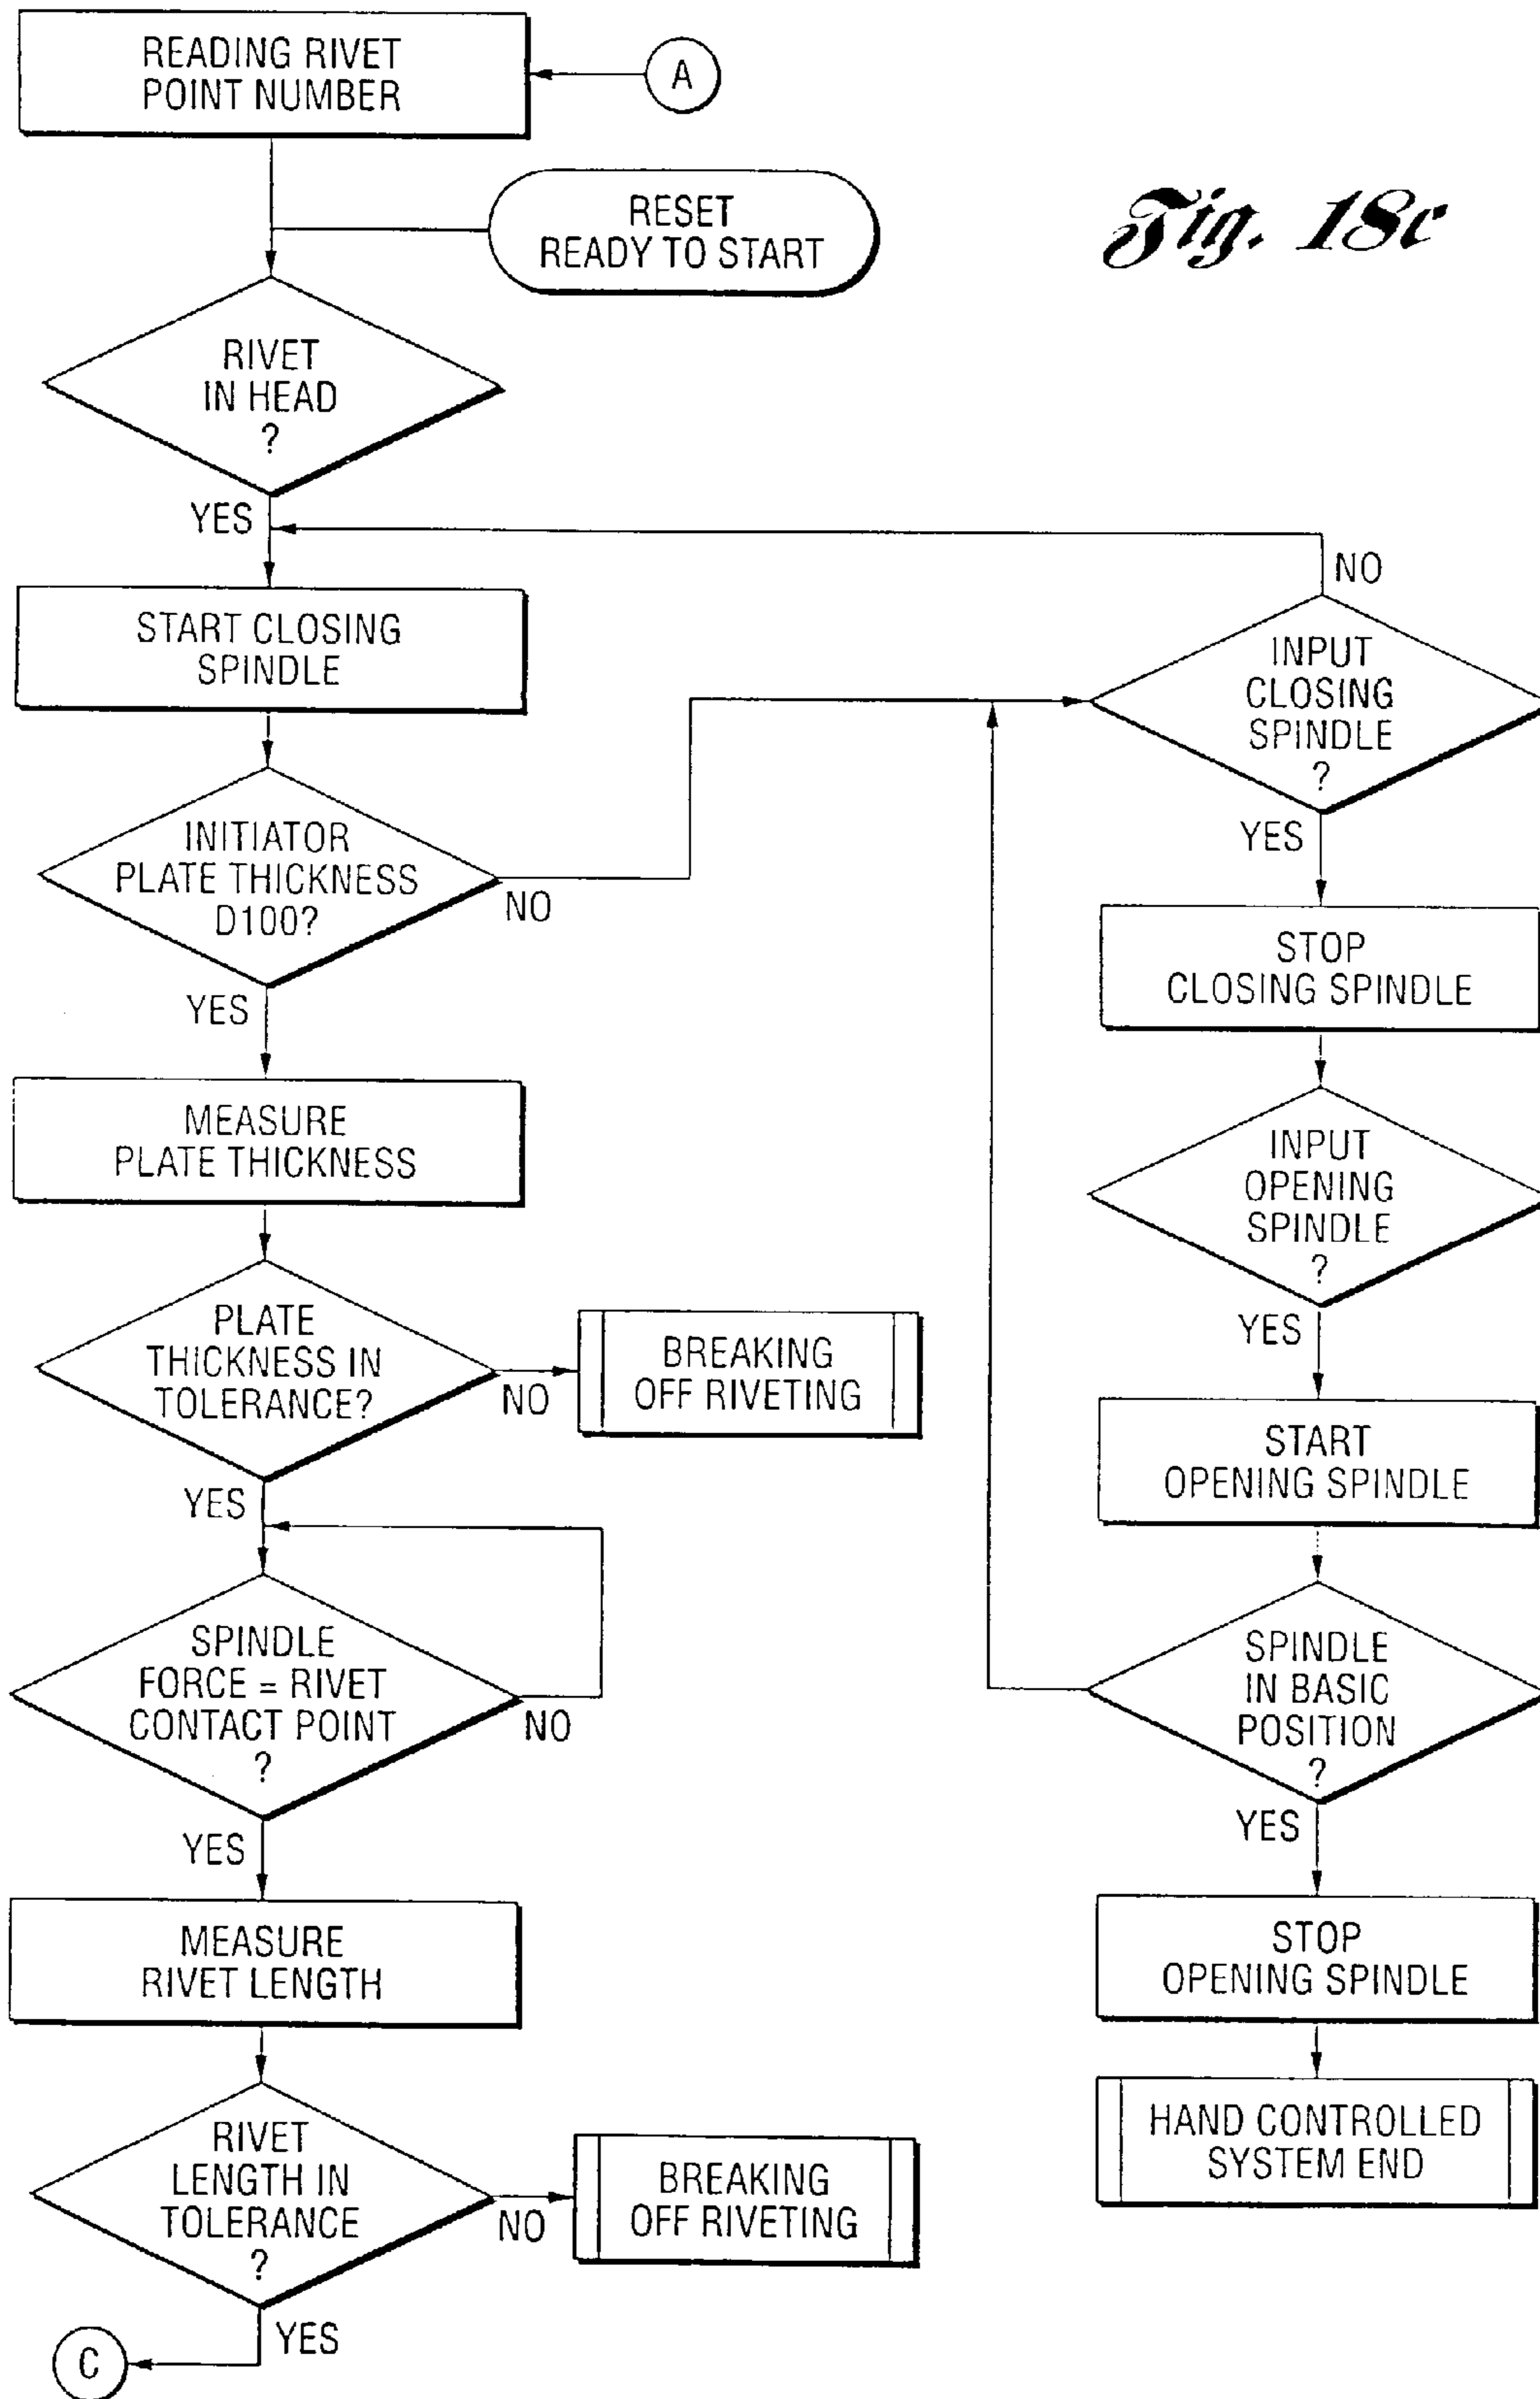 READING RIVET
POINT NUMBER
A
RESET
READY TO START
Fig. 18c
RIVET
IN HEAD
?
YES
START CLOSING
SPINDLE
INITIATOR
PLATE THICKNESS
D100?
NO
YES
MEASURE
PLATE THICKNESS
PLATE
THICKNESS IN
TOLERANCE?
NO
BREAKING
OFF RIVETING
YES
SPINDLE
FORCE = RIVET
CONTACT POINT
?
NO
YES
MEASURE
RIVET LENGTH
RIVET
LENGTH IN
TOLERANCE
?
NO
BREAKING
OFF RIVETING
YES
C
NO
INPUT
CLOSING
SPINDLE
?
YES
STOP
CLOSING SPINDLE
INPUT
OPENING
SPINDLE
?
YES
START
OPENING SPINDLE
SPINDLE
IN BASIC
POSITION
?
YES
STOP
OPENING SPINDLE
HAND CONTROLLED
SYSTEM END